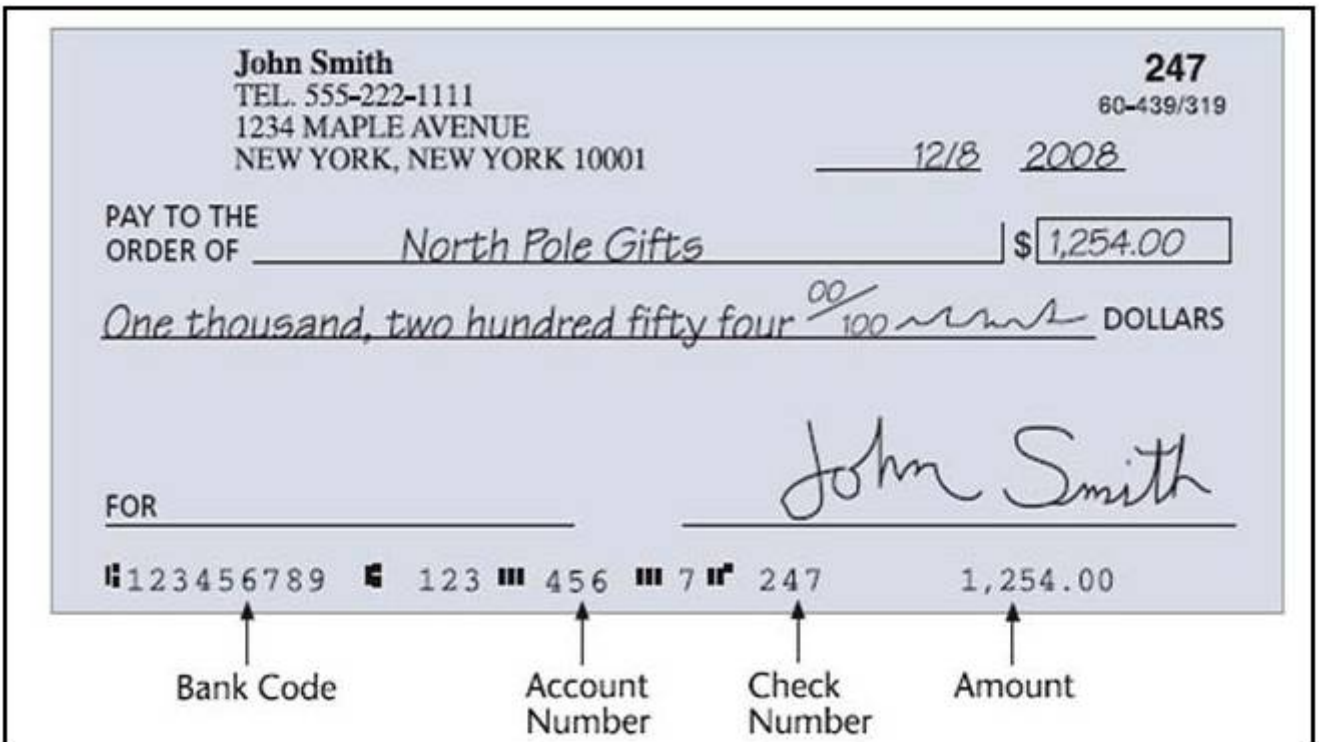 John Smith
TEL. 555-222-1111
1234 MAPLE AVENUE
NEW YORK, NEW YORK 10001
247
60-439/319
12/8 2008
PAY TO THE
ORDER OF North Pole Gifts $ 1,254.00
One thousand, two hundred fifty four 00/100 DOLLARS
John Smith
FOR
⑆123456789 ⑆ 123 ⑉ 456 ⑉ 7 ⑈ 247 1,254.00
Bank Code
Account
Number
Check
Number
Amount